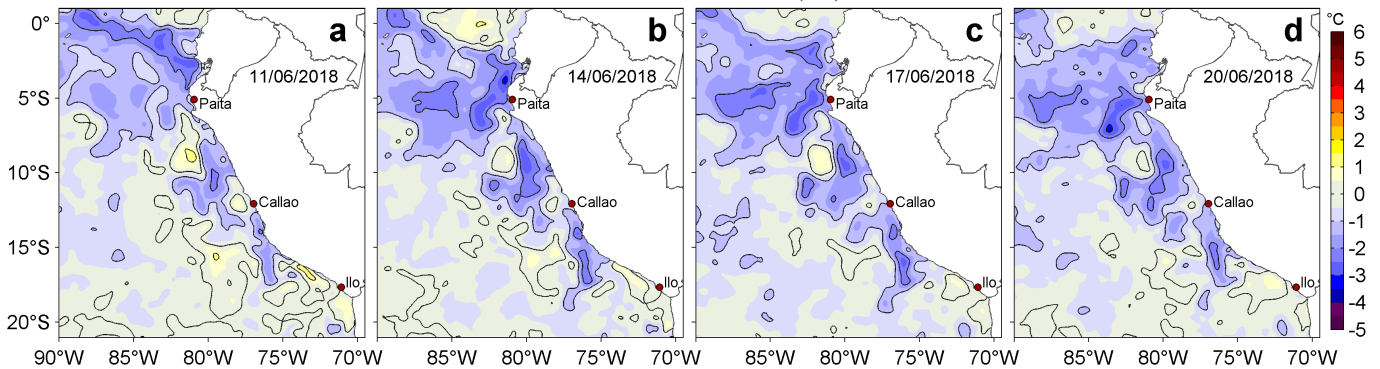 a
b
c
d
°C
11/06/2018
14/06/2018
17/06/2018
20/06/2018
Paita
Paita
Paita
Paita
Callao
Callao
Callao
Callao
Ilo
Ilo
Ilo
Ilo
0°
5°S
10°S
15°S
20°S
90°W 85°W 80°W 75°W 70°W
85°W 80°W 75°W 70°W
85°W 80°W 75°W 70°W
85°W 80°W 75°W 70°W
6
5
4
3
2
1
0
-1
-2
-3
-4
-5